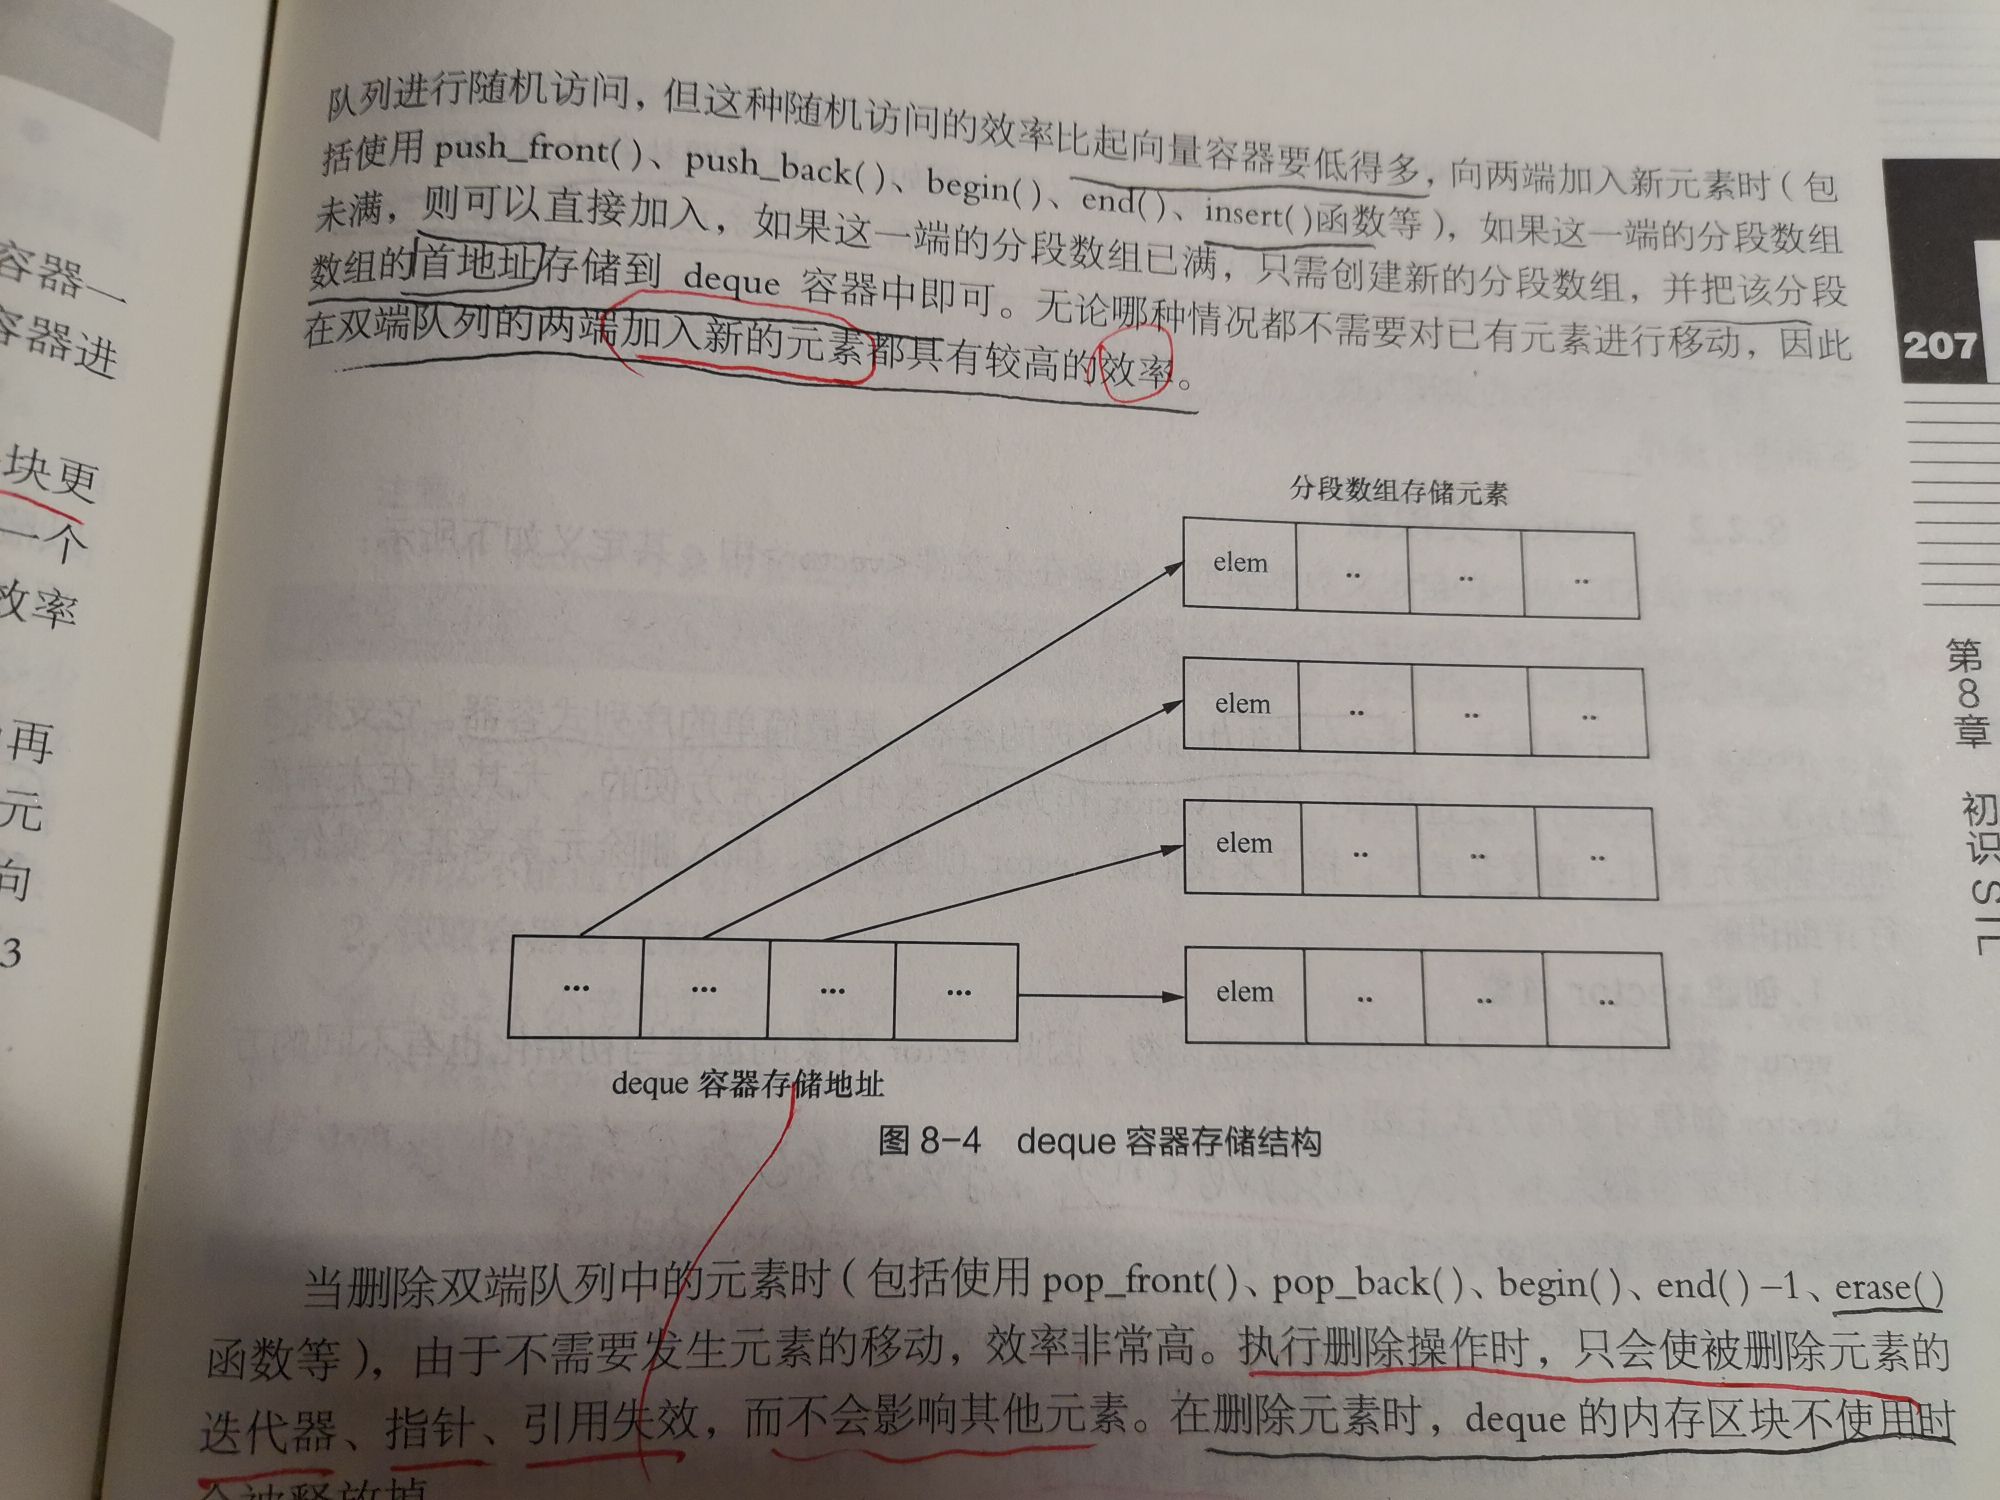 容器一
容器进
块更
一个
效率
再
元
向
3
队列进行随机访问，但这种随机访问的效率比起向量容器要低得多，向两端加入新元素时（包
括使用 push_front()、push_back()、begin()、end()、insert()函数等），如果这一端的分段数组
未满，则可以直接加入，如果这一端的分段数组已满，只需创建新的分段数组，并把该分段
数组的首地址存储到 deque 容器中即可。无论哪种情况都不需要对已有元素进行移动，因此
在双端队列的两端加入新的元素都具有较高的效率。
分段数组存储元素
elem .. .. ..
elem .. .. ..
elem .. .. ..
... ... ... ...
elem .. .. ..
deque 容器存储地址
图 8-4 deque 容器存储结构
当删除双端队列中的元素时（包括使用 pop_front()、pop_back()、begin()、end()-1、erase()
函数等），由于不需要发生元素的移动，效率非常高。执行删除操作时，只会使被删除元素的
迭代器、指针、引用失效，而不会影响其他元素。在删除元素时，deque 的内存区块不使用时
207
第8章 初识STL